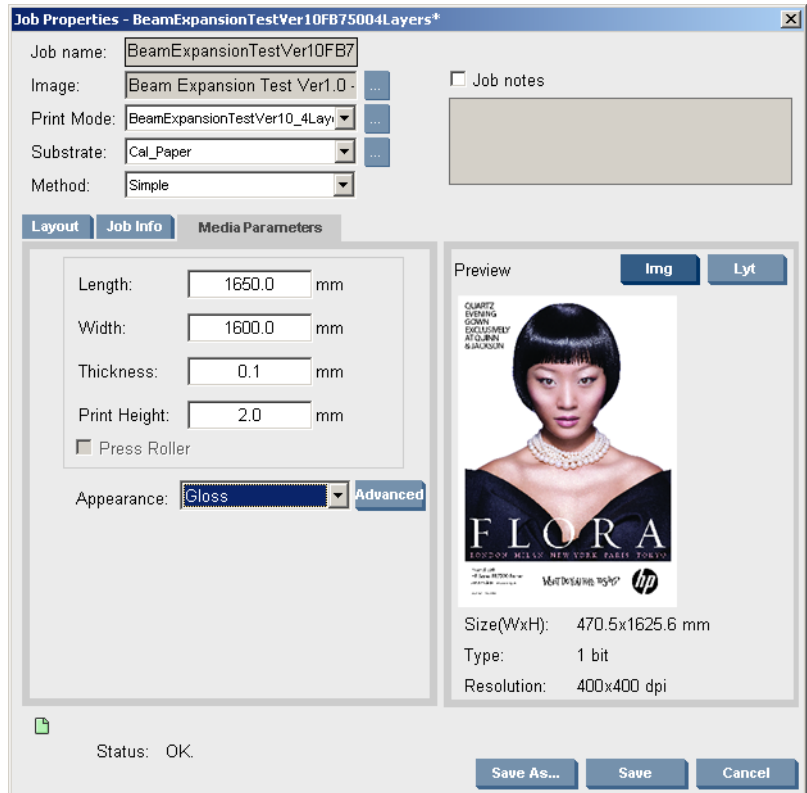 Job Properties - BeamExpansionTestVer10FB75004Layers*
Job name: BeamExpansionTestVer10FB7
Image: Beam Expansion Test Ver1.0 - ...
Job notes
Print Mode: BeamExpansionTestVer10_4Lay ...
Substrate: Cal_Paper ...
Method: Simple
Layout Job Info Media Parameters
Length: 1650.0 mm
Width: 1600.0 mm
Thickness: 0.1 mm
Print Height: 2.0 mm
Press Roller
Appearance: Gloss Advanced
Preview Img Lyt
QUARTZ
EVENING
GOWN
EXCLUSIVELY
AT QUINN
& JACKSON
FLORA
LONDON MILAN NEW YORK PARIS TOKYO
hp
Size(WxH): 470.5x1625.6 mm
Type: 1 bit
Resolution: 400x400 dpi
Status: OK.
Save As... Save Cancel